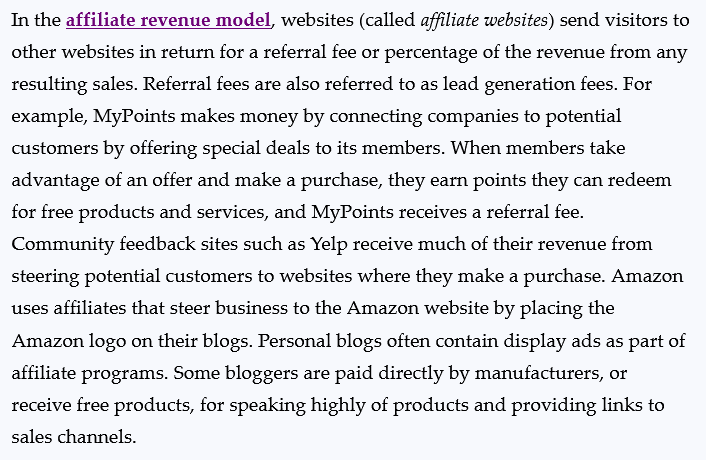 In the affiliate revenue model, websites (called affiliate websites) send visitors to
other websites in return for a referral fee or percentage of the revenue from any
resulting sales. Referral fees are also referred to as lead generation fees. For
example, MyPoints makes money by connecting companies to potential
customers by offering special deals to its members. When members take
advantage of an offer and make a purchase, they earn points they can redeem
for free products and services, and MyPoints receives a referral fee.
Community feedback sites such as Yelp receive much of their revenue from
steering potential customers to websites where they make a purchase. Amazon
uses affiliates that steer business to the Amazon website by placing the
Amazon logo on their blogs. Personal blogs often contain display ads as part of
affiliate programs. Some bloggers are paid directly by manufacturers, or
receive free products, for speaking highly of products and providing links to
sales channels.